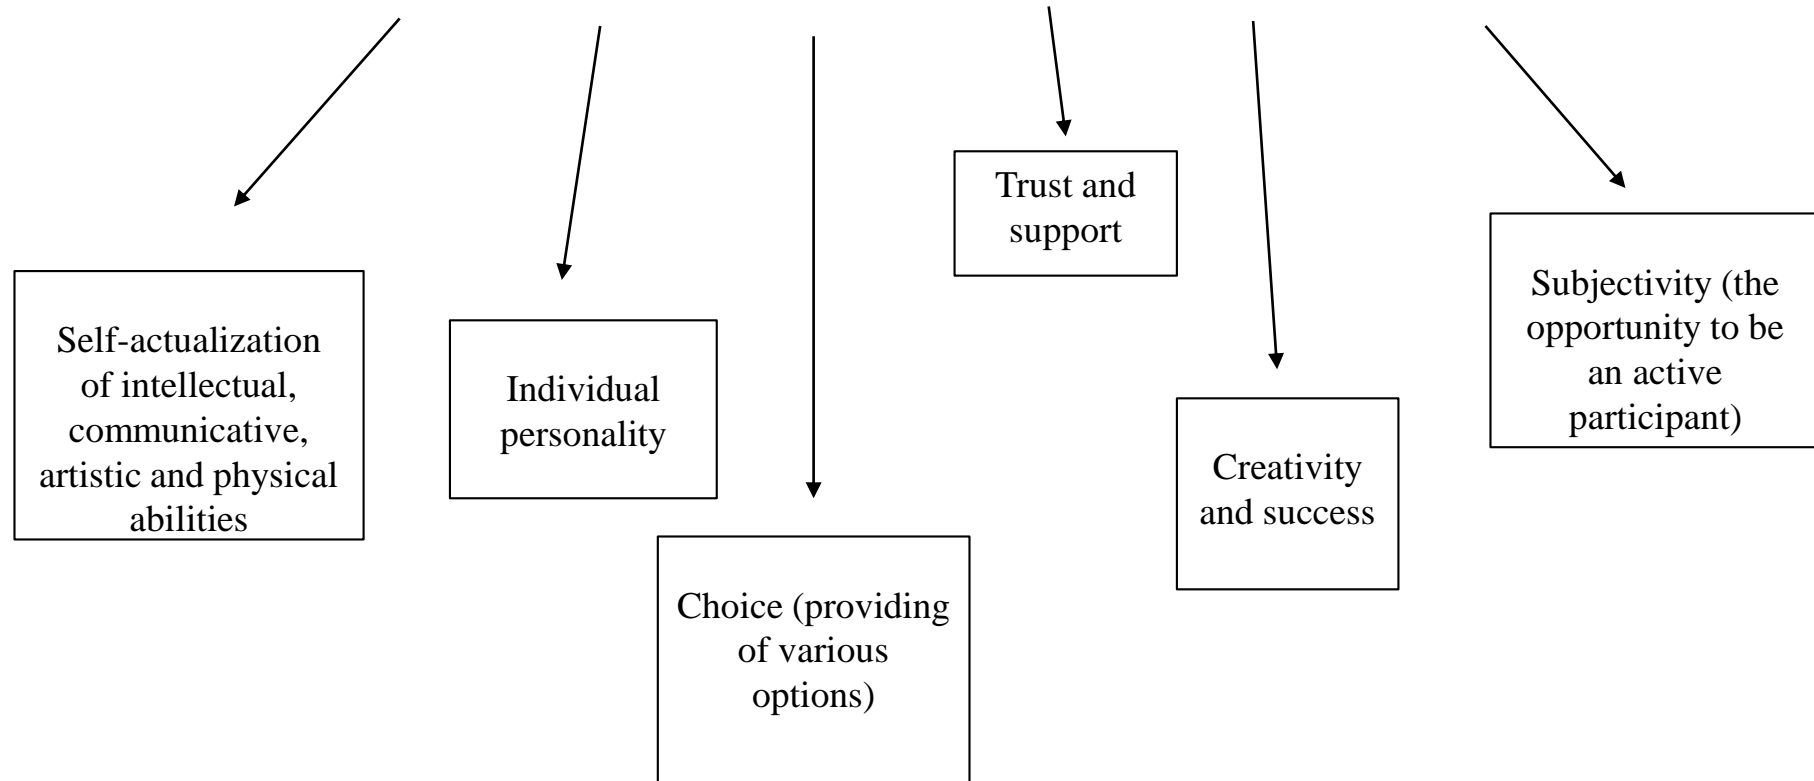 Self-actualization
of intellectual,
communicative,
artistic and physical
abilities
Individual
personality
Choice (providing
of various
options)
Trust and
support
Creativity
and success
Subjectivity (the
opportunity to be
an active
participant)